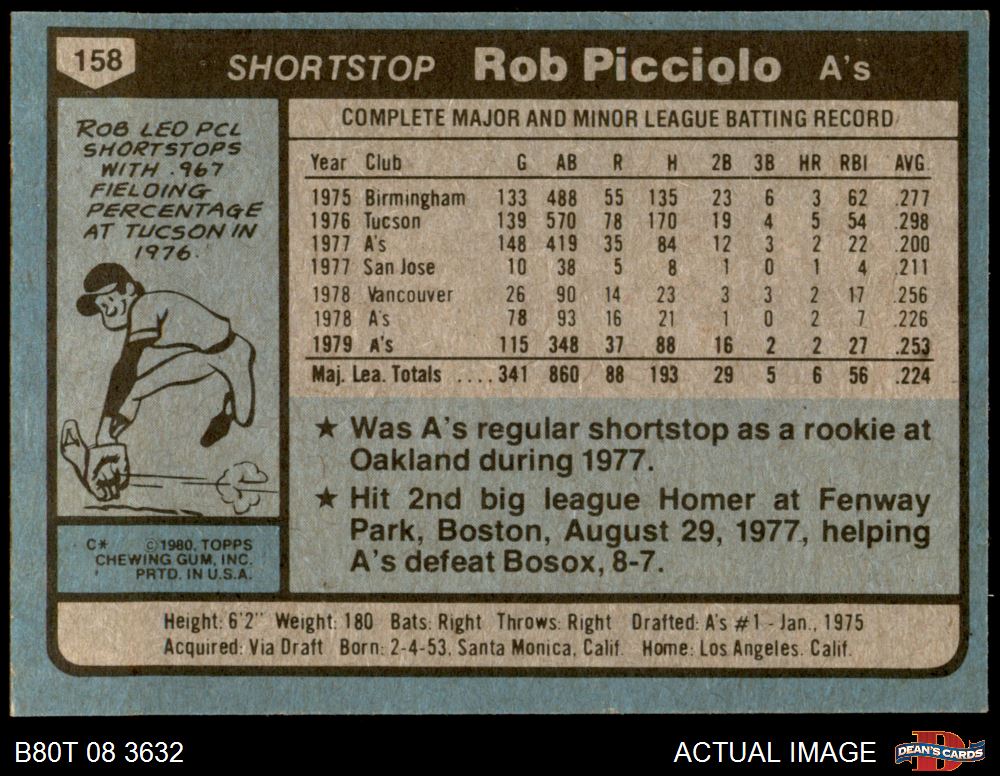 158
SHORTSTOP Rob Picciolo A's
ROB LED PCL
SHORTSTOPS
WITH .967
FIELDING
PERCENTAGE
AT TUCSON IN
1976.
C* ©1980, TOPPS
CHEWING GUM, INC.
PRTD. IN U.S.A.
COMPLETE MAJOR AND MINOR LEAGUE BATTING RECORD
Year Club G AB R H 2B 3B HR RBI AVG.
1975 Birmingham 133 488 55 135 23 6 3 62 .277
1976 Tucson 139 570 78 170 19 4 5 54 .298
1977 A's 148 419 35 84 12 3 2 22 .200
1977 San Jose 10 38 5 8 1 0 1 4 .211
1978 Vancouver 26 90 14 23 3 3 2 17 .256
1978 A's 78 93 16 21 1 0 2 7 .226
1979 A's 115 348 37 88 16 2 2 27 .253
Maj. Lea. Totals ....341 860 88 193 29 5 6 56 .224
★ Was A's regular shortstop as a rookie at
Oakland during 1977.
★ Hit 2nd big league Homer at Fenway
Park, Boston, August 29, 1977, helping
A's defeat Bosox, 8-7.
Height: 6'2" Weight: 180 Bats: Right Throws: Right Drafted: A's #1 - Jan., 1975
Acquired: Via Draft Born: 2-4-53, Santa Monica, Calif. Home: Los Angeles, Calif.
B80T 08 3632
ACTUAL IMAGE
DEAN'S CARDS